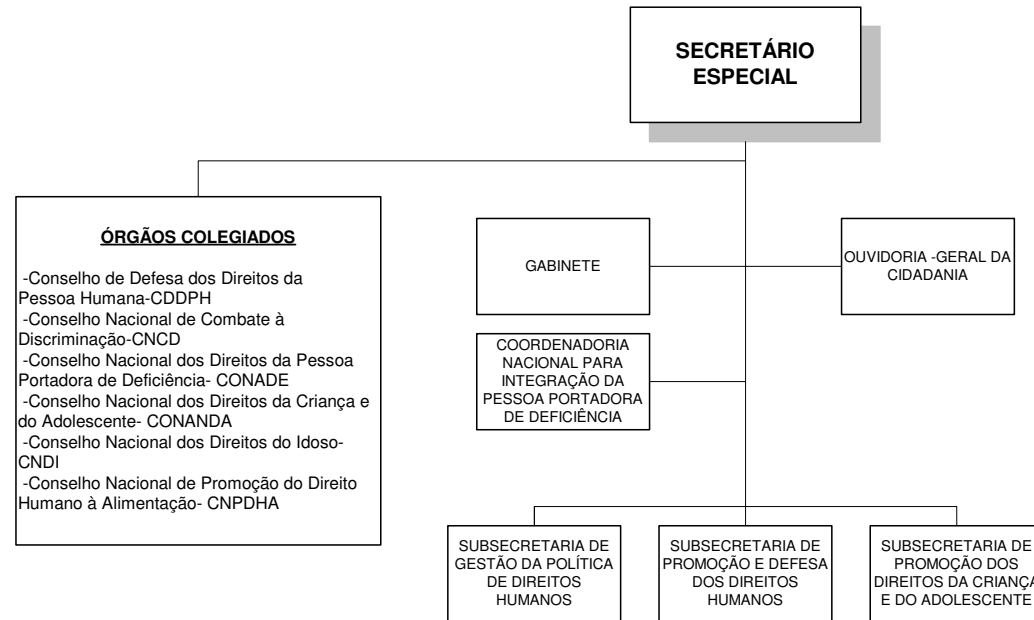 SECRETÁRIO
ESPECIAL
ÓRGÃOS COLEGIADOS
-Conselho de Defesa dos Direitos da
Pessoa Humana-CDDPH
-Conselho Nacional de Combate à
Discriminação-CNCD
-Conselho Nacional dos Direitos da Pessoa
Portadora de Deficiência- CONADE
-Conselho Nacional dos Direitos da Criança e
do Adolescente- CONANDA
-Conselho Nacional dos Direitos do Idoso-
CNDI
-Conselho Nacional de Promoção do Direito
Humano à Alimentação- CNPDHA
GABINETE
OUVIDORIA -GERAL DA
CIDADANIA
COORDENADORIA
NACIONAL PARA
INTEGRAÇÃO DA
PESSOA PORTADORA
DE DEFICIÊNCIA
SUBSECRETARIA DE
GESTÃO DA POLÍTICA
DE DIREITOS
HUMANOS
SUBSECRETARIA DE
PROMOÇÃO E DEFESA
DOS DIREITOS
HUMANOS
SUBSECRETARIA DE
PROMOÇÃO DOS
DIREITOS DA CRIANÇA
E DO ADOLESCENTE